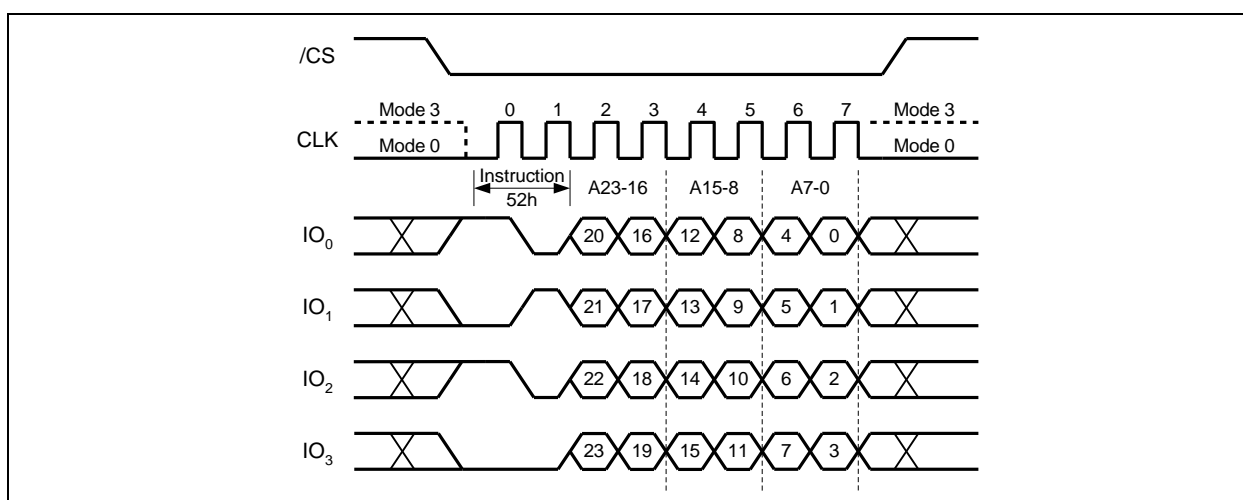 /CS
Mode 3 0 1 2 3 4 5 6 7 Mode 3
CLK
Mode 0 Mode 0
Instruction
52h A23-16 A15-8 A7-0
IO0 20 16 12 8 4 0
IO1 21 17 13 9 5 1
IO2 22 18 14 10 6 2
IO3 23 19 15 11 7 3